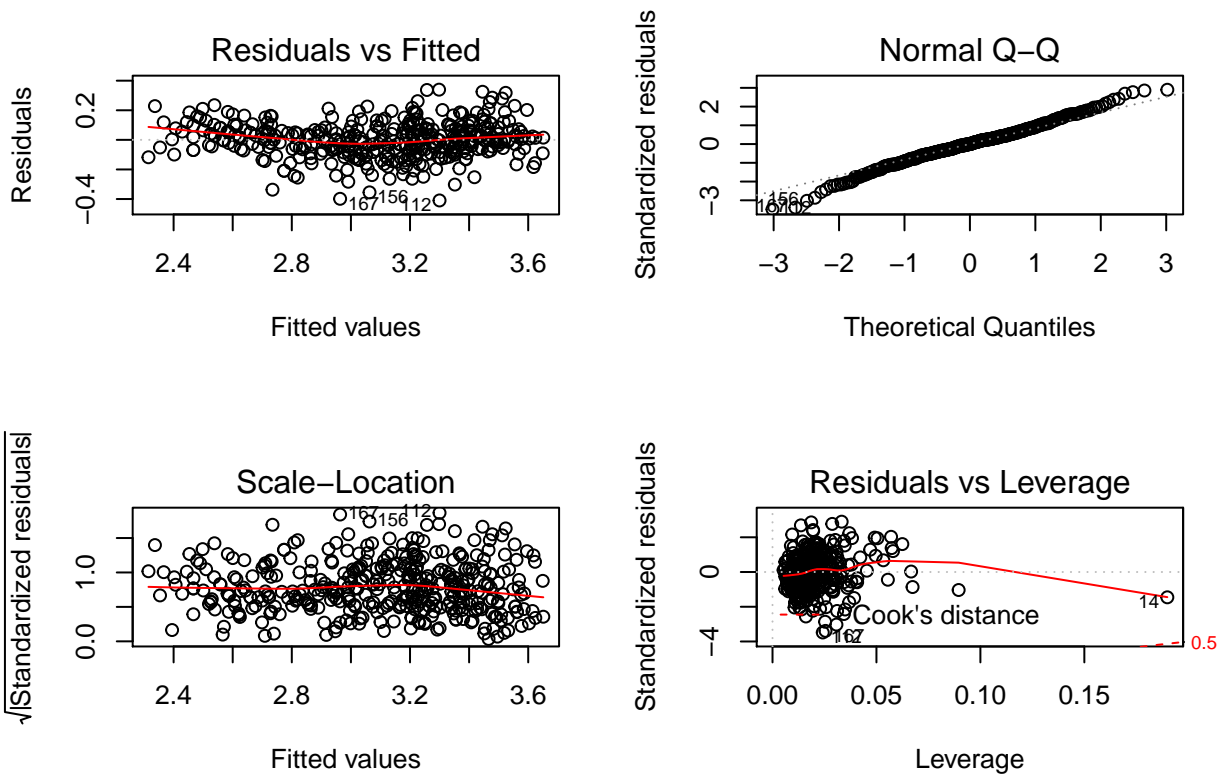 Residuals vs Fitted
Residuals
0.2
−0.4
167
156
112
2.4 2.8 3.2 3.6
Fitted values
Normal Q−Q
Standardized residuals
2
0
−3
156
167
112
−3 −2 −1 0 1 2 3
Theoretical Quantiles
Scale−Location
√|Standardized residuals|
1.0
0.0
167
156
112
2.4 2.8 3.2 3.6
Fitted values
Residuals vs Leverage
Standardized residuals
0
−4
14
Cook's distance
167
0.5
0.00 0.05 0.10 0.15
Leverage